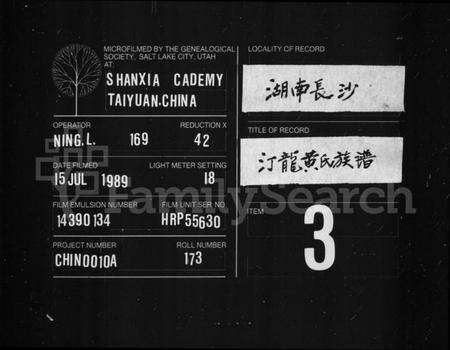 MICROFILMED BY THE GENEALOGICAL
SOCIETY, SALT LAKE CITY, UTAH
AT:
SHANXIA CADEMY
TAIYUAN.CHINA
OPERATOR
REDUCTION X
NING. L. 169 42
DATE FILMED
LIGHT METER SETTING
15 JUL 1989 18
FILM EMULSION NUMBER
FILM UNIT SER NO
14390134 HRP55630
PROJECT NUMBER
ROLL NUMBER
CHIN0010A 173
LOCALITY OF RECORD
湖南長沙
TITLE OF RECORD
汀龍黄氏族譜
ITEM
3
FamilySearch